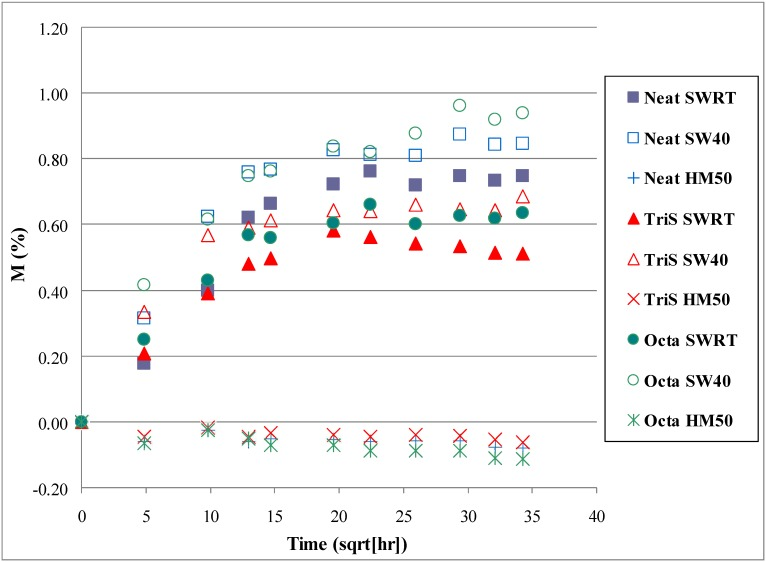 1.20
1.00
0.80
0.60
0.40
0.20
0.00
-0.20
M (%)
0 5 10 15 20 25 30 35 40
Time (sqrt[hr])
Neat SWRT
Neat SW40
Neat HM50
TriS SWRT
TriS SW40
TriS HM50
Octa SWRT
Octa SW40
Octa HM50